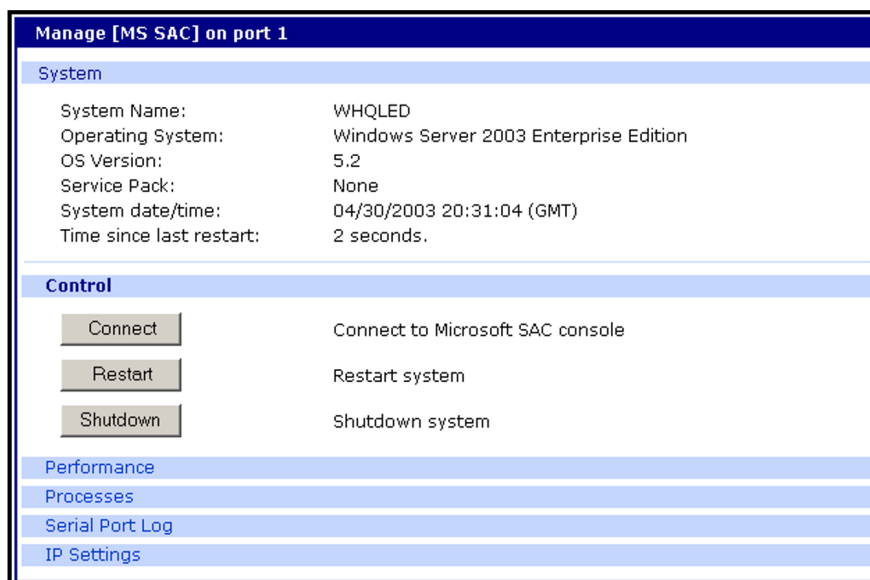 Manage [MS SAC] on port 1
System
System Name: WHQLED
Operating System: Windows Server 2003 Enterprise Edition
OS Version: 5.2
Service Pack: None
System date/time: 04/30/2003 20:31:04 (GMT)
Time since last restart: 2 seconds.
Control
Connect Connect to Microsoft SAC console
Restart Restart system
Shutdown Shutdown system
Performance
Processes
Serial Port Log
IP Settings